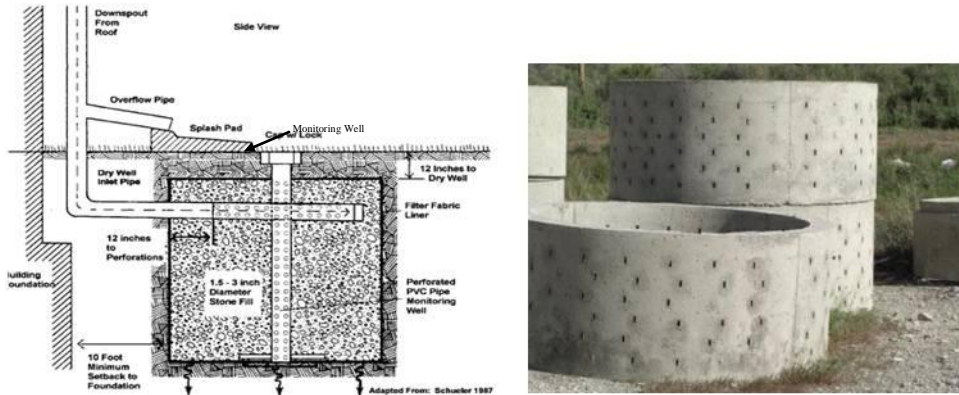 Downspout
From
Roof
Side View
Overflow Pipe
Splash Pad
Monitoring Well
Lock
Dry Well
Inlet Pipe
12 Inches to
Dry Well
Filter Fabric
Liner
12 inches
to
Perforations
1.5 - 3 inch
Diameter
Stone Fill
Perforated
PVC Pipe
Monitoring
Well
uilding
oundation
10 Foot
Minimum
Setback to
Foundation
Adapted From: Schueler 1987